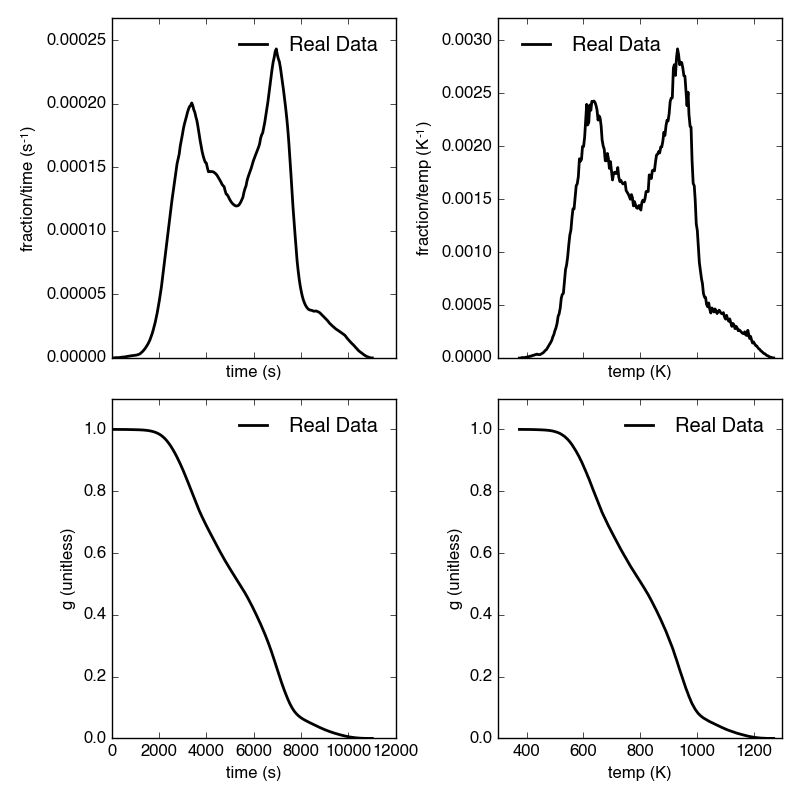 0.00025
0.00020
0.00015
0.00010
0.00005
0.00000
fraction/time (s⁻¹)
Real Data
time (s)
0.0030
0.0025
0.0020
0.0015
0.0010
0.0005
0.0000
fraction/temp (K⁻¹)
Real Data
temp (K)
1.0
0.8
0.6
0.4
0.2
0.0
g (unitless)
Real Data
0 2000 4000 6000 8000 10000 12000
time (s)
1.0
0.8
0.6
0.4
0.2
0.0
g (unitless)
Real Data
400 600 800 1000 1200
temp (K)